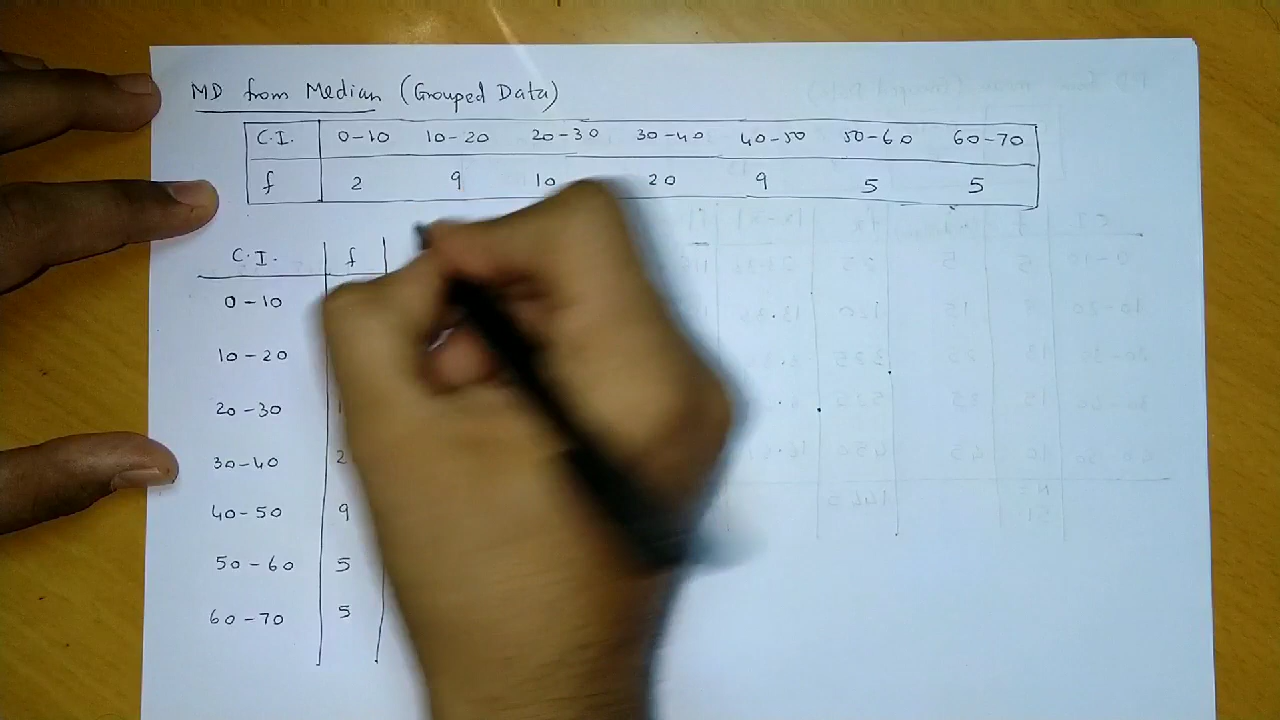 MD from Median (Grouped Data)
C.I. 0-10 10-20 20-30 30-40 40-50 50-60 60-70
f 2 9 10 20 9 5 5
C.I. f
0-10
10-20
20-30
30-40 2
40-50 9
50-60 5
60-70 5